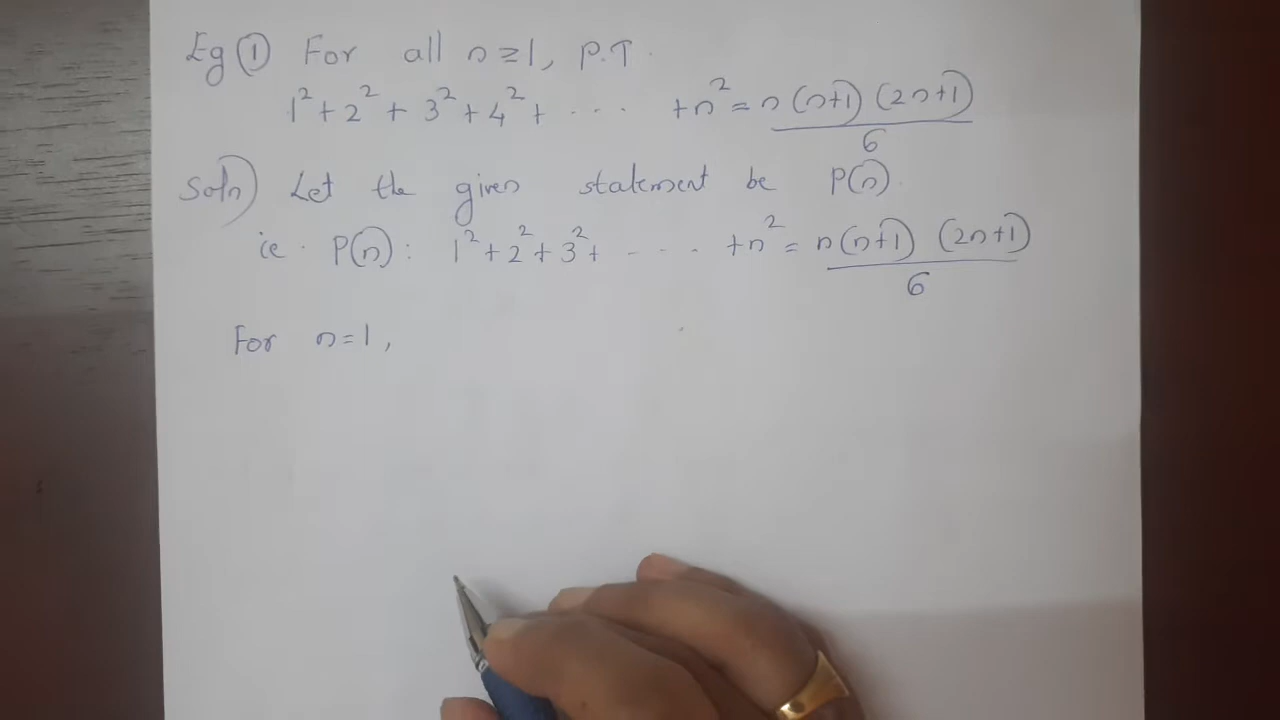 Eg ① For all n ≥ 1, P.T.
1² + 2² + 3² + 4² + .... + n² = n(n+1) (2n+1)
6
Soln) Let the given statement be P(n).
ie. P(n): 1² + 2² + 3² + .... + n² = n(n+1) (2n+1)
6
For n=1,